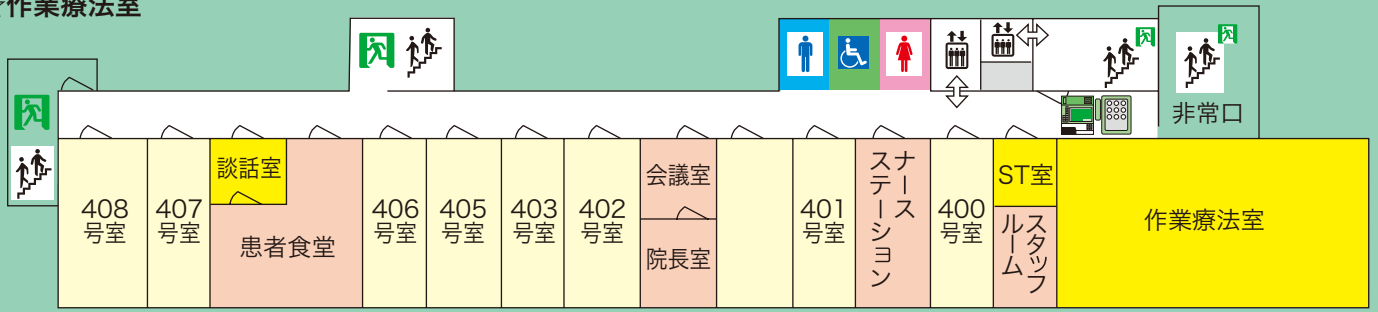 作業療法室
非常口
408
号室
407
号室
談話室
患者食堂
406
号室
405
号室
403
号室
402
号室
会議室
院長室
401
号室
ナース
ステーション
400
号室
ST室
スタッフ
ルーム
作業療法室